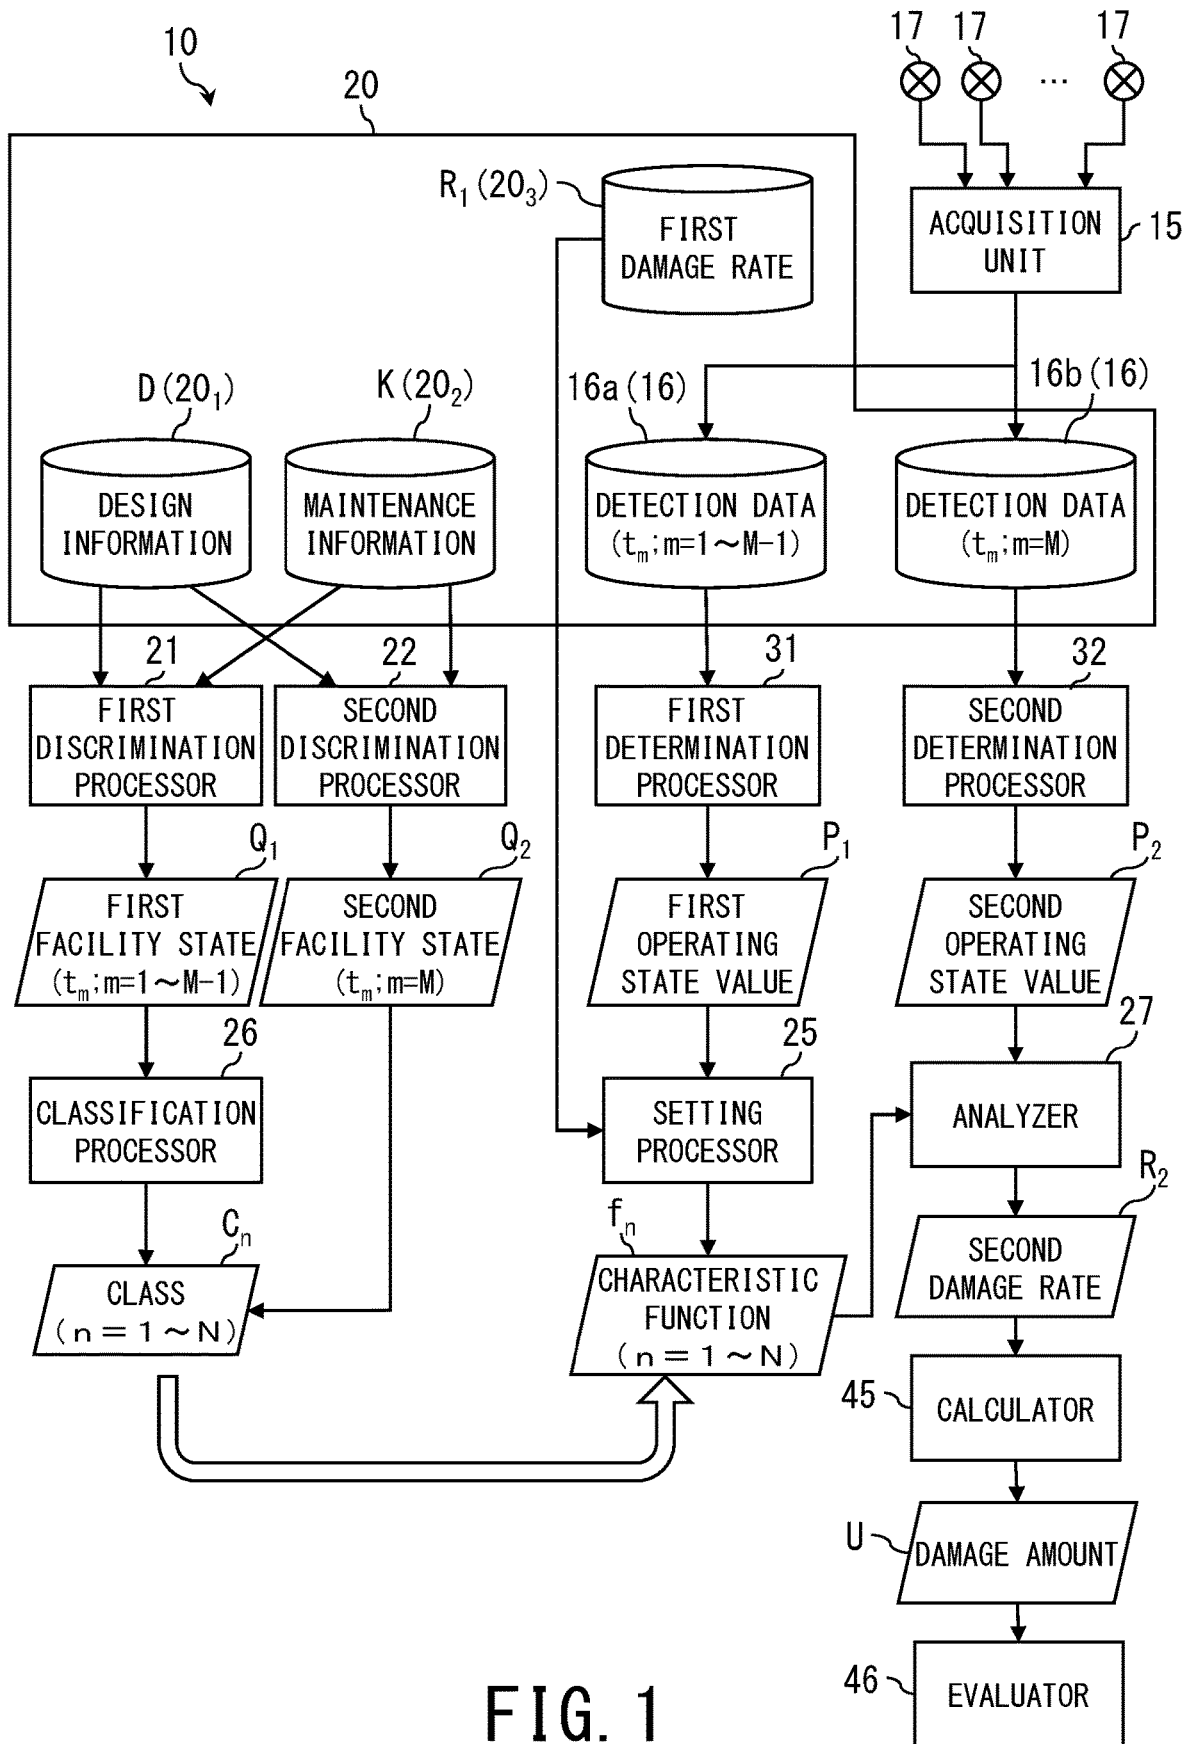 10
20
17
17
...
17
R1(203)
FIRST
DAMAGE RATE
ACQUISITION
UNIT
15
D(201)
K(202)
16a(16)
16b(16)
DESIGN
INFORMATION
MAINTENANCE
INFORMATION
DETECTION DATA
(tm;m=1~M-1)
DETECTION DATA
(tm;m=M)
21
22
31
32
FIRST
DISCRIMINATION
PROCESSOR
SECOND
DISCRIMINATION
PROCESSOR
FIRST
DETERMINATION
PROCESSOR
SECOND
DETERMINATION
PROCESSOR
Q1
Q2
P1
P2
FIRST
FACILITY STATE
(tm;m=1~M-1)
SECOND
FACILITY STATE
(tm;m=M)
FIRST
OPERATING
STATE VALUE
SECOND
OPERATING
STATE VALUE
26
25
27
CLASSIFICATION
PROCESSOR
SETTING
PROCESSOR
ANALYZER
Cn
fn
R2
CLASS
(n=1~N)
CHARACTERISTIC
FUNCTION
(n=1~N)
SECOND
DAMAGE RATE
45
CALCULATOR
U
DAMAGE AMOUNT
46
EVALUATOR
FIG. 1